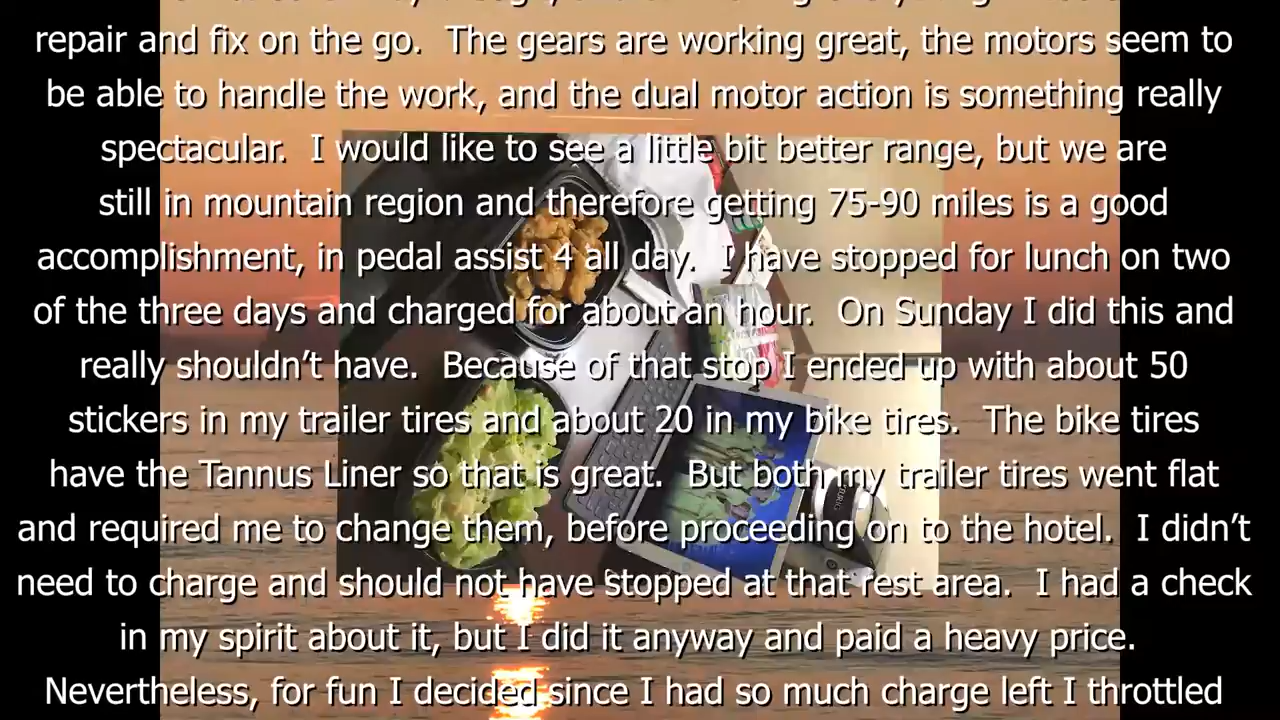 repair and fix on the go.  The gears are working great, the motors seem to
be able to handle the work, and the dual motor action is something really
spectacular.  I would like to see a little bit better range, but we are
still in mountain region and therefore getting 75-90 miles is a good
accomplishment, in pedal assist 4 all day.  I have stopped for lunch on two
of the three days and charged for about an hour.  On Sunday I did this and
really shouldn’t have.  Because of that stop I ended up with about 50
stickers in my trailer tires and about 20 in my bike tires.  The bike tires
have the Tannus Liner so that is great.  But both my trailer tires went flat
and required me to change them, before proceeding on to the hotel.  I didn’t
need to charge and should not have stopped at that rest area.  I had a check
in my spirit about it, but I did it anyway and paid a heavy price.
Nevertheless, for fun I decided since I had so much charge left I throttled